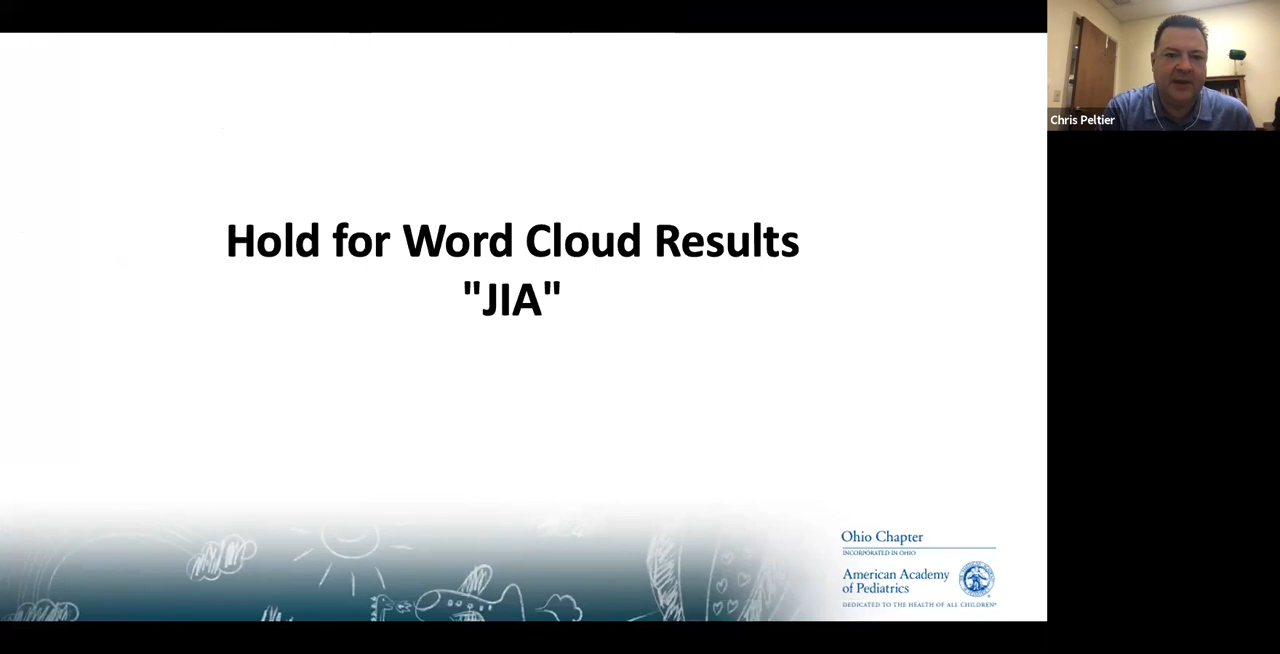 Hold for Word Cloud Results
"JIA"
Chris Peltier
Ohio Chapter
INCORPORATED IN OHIO
American Academy
of Pediatrics
DEDICATED TO THE HEALTH OF ALL CHILDREN®